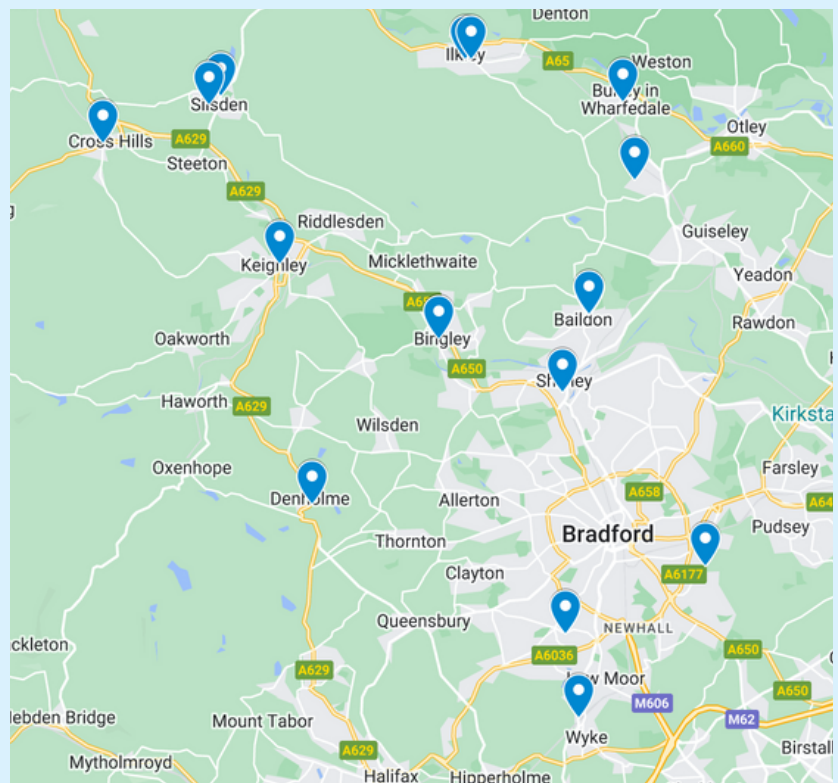 Denton
Ilkley
A65
Weston
Burley in
Wharfedale
Silsden
Otley
Cross Hills
A629
A660
Steeton
A629
Riddlesden
Guiseley
Keighley
Micklethwaite
Yeadon
Baildon
Rawdon
Bingley
Oakworth
A650
Shipley
Haworth
A629
Wilsden
Kirksta
Oxenhope
Farsley
Denholme
Allerton
A658
Pudsey
Bradford
Thornton
Clayton
A6177
Queensbury
NEWHALL
ckleton
A6036
A650
A629
Low Moor
A650
M606
Hebden Bridge
Mount Tabor
M62
Wyke
Birstall
A629
Mytholmroyd
Halifax
Hipperholme